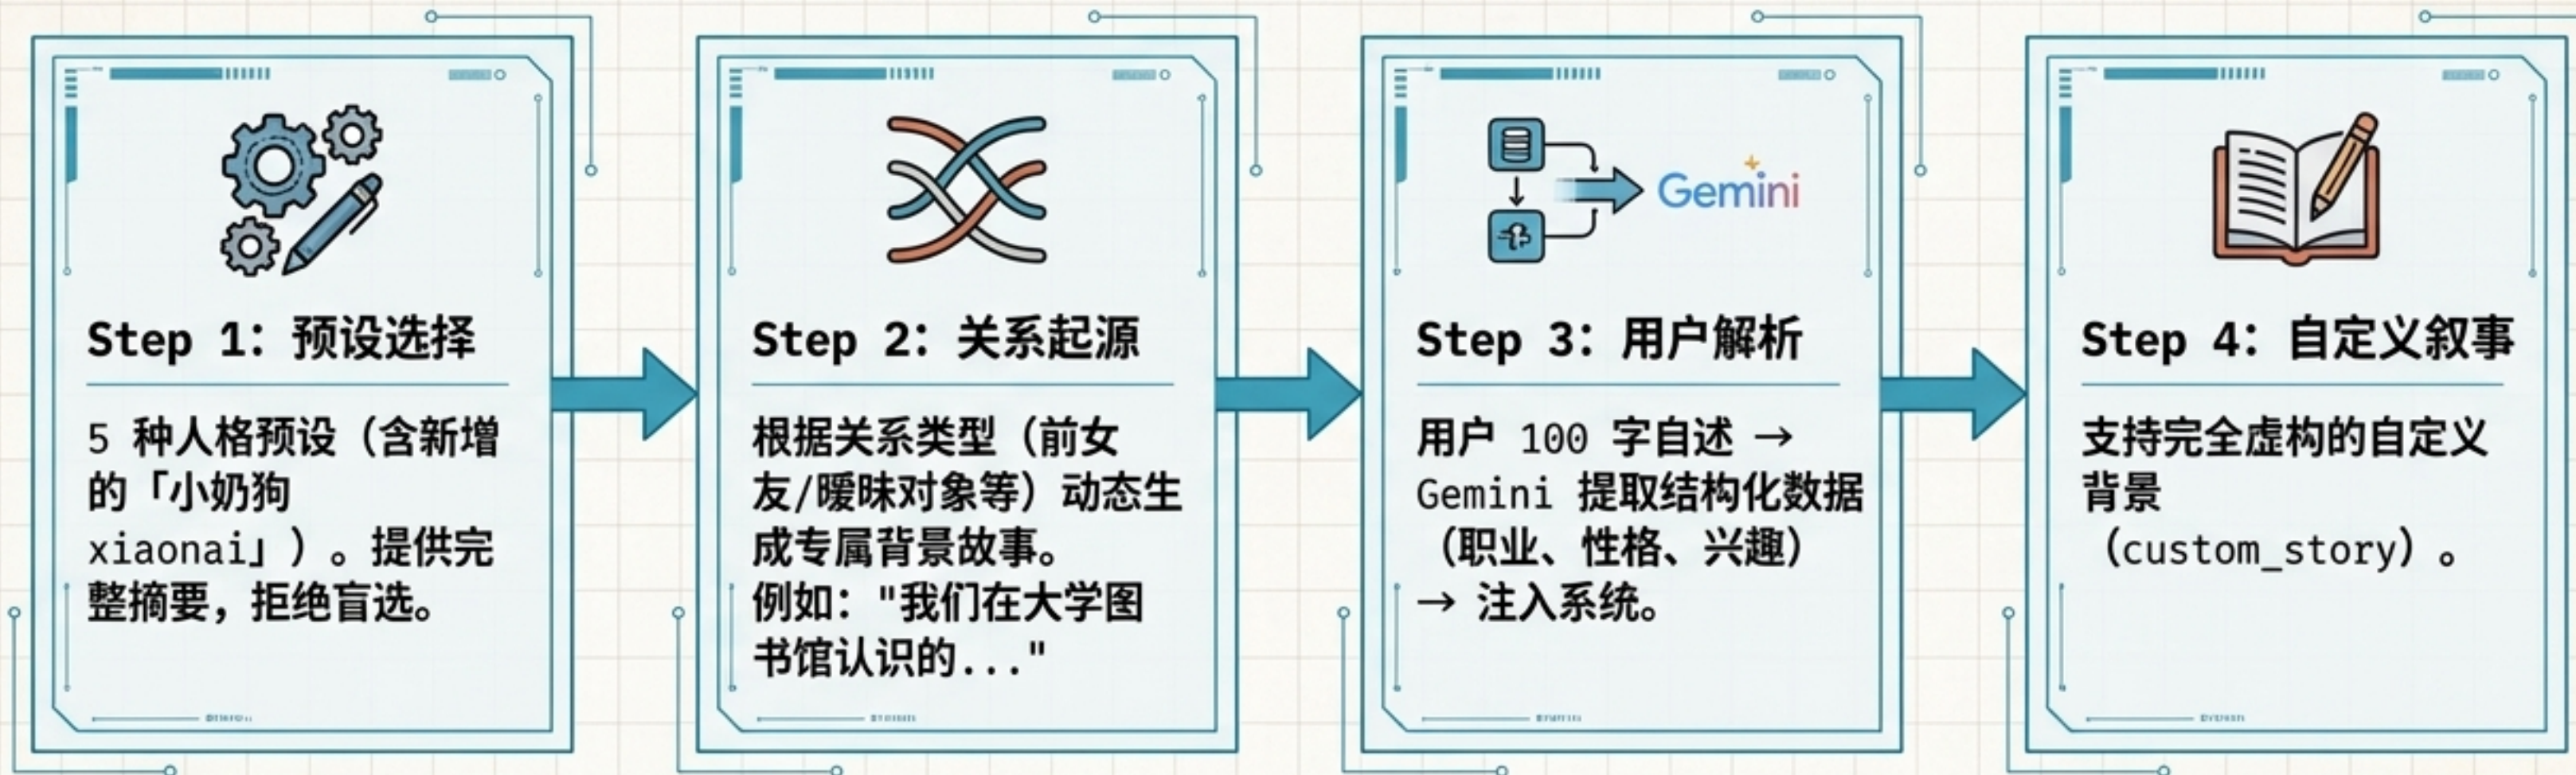 Step 1：预设选择
5 种人格预设（含新增
的「小奶狗
xiaonai」）。提供完
整摘要，拒绝盲选。
Step 2：关系起源
根据关系类型（前女
友/暧昧对象等）动态生
成专属背景故事。
例如："我们在大学图
书馆认识的..."
Gemini
Step 3：用户解析
用户 100 字自述 →
Gemini 提取结构化数据
（职业、性格、兴趣）
→ 注入系统。
Step 4：自定义叙事
支持完全虚构的自定义
背景
（custom_story）。